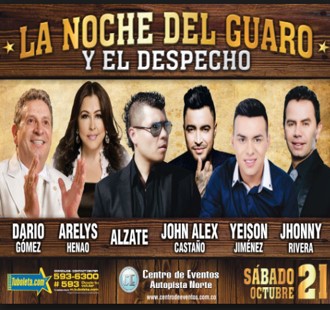 LA NOCHE DEL GUARO
Y EL DESPECHO
DARIO
GÓMEZ
ARELYS
HENAO
ALZATE
JOHN ALEX
CASTAÑO
YEISON
JIMÉNEZ
JHONNY
RIVERA
Tuboleta.com
593-6300
# 593
Centro de Eventos
Autopista Norte
www.centrodeeventos.com.co
SÁBADO
OCTUBRE
21